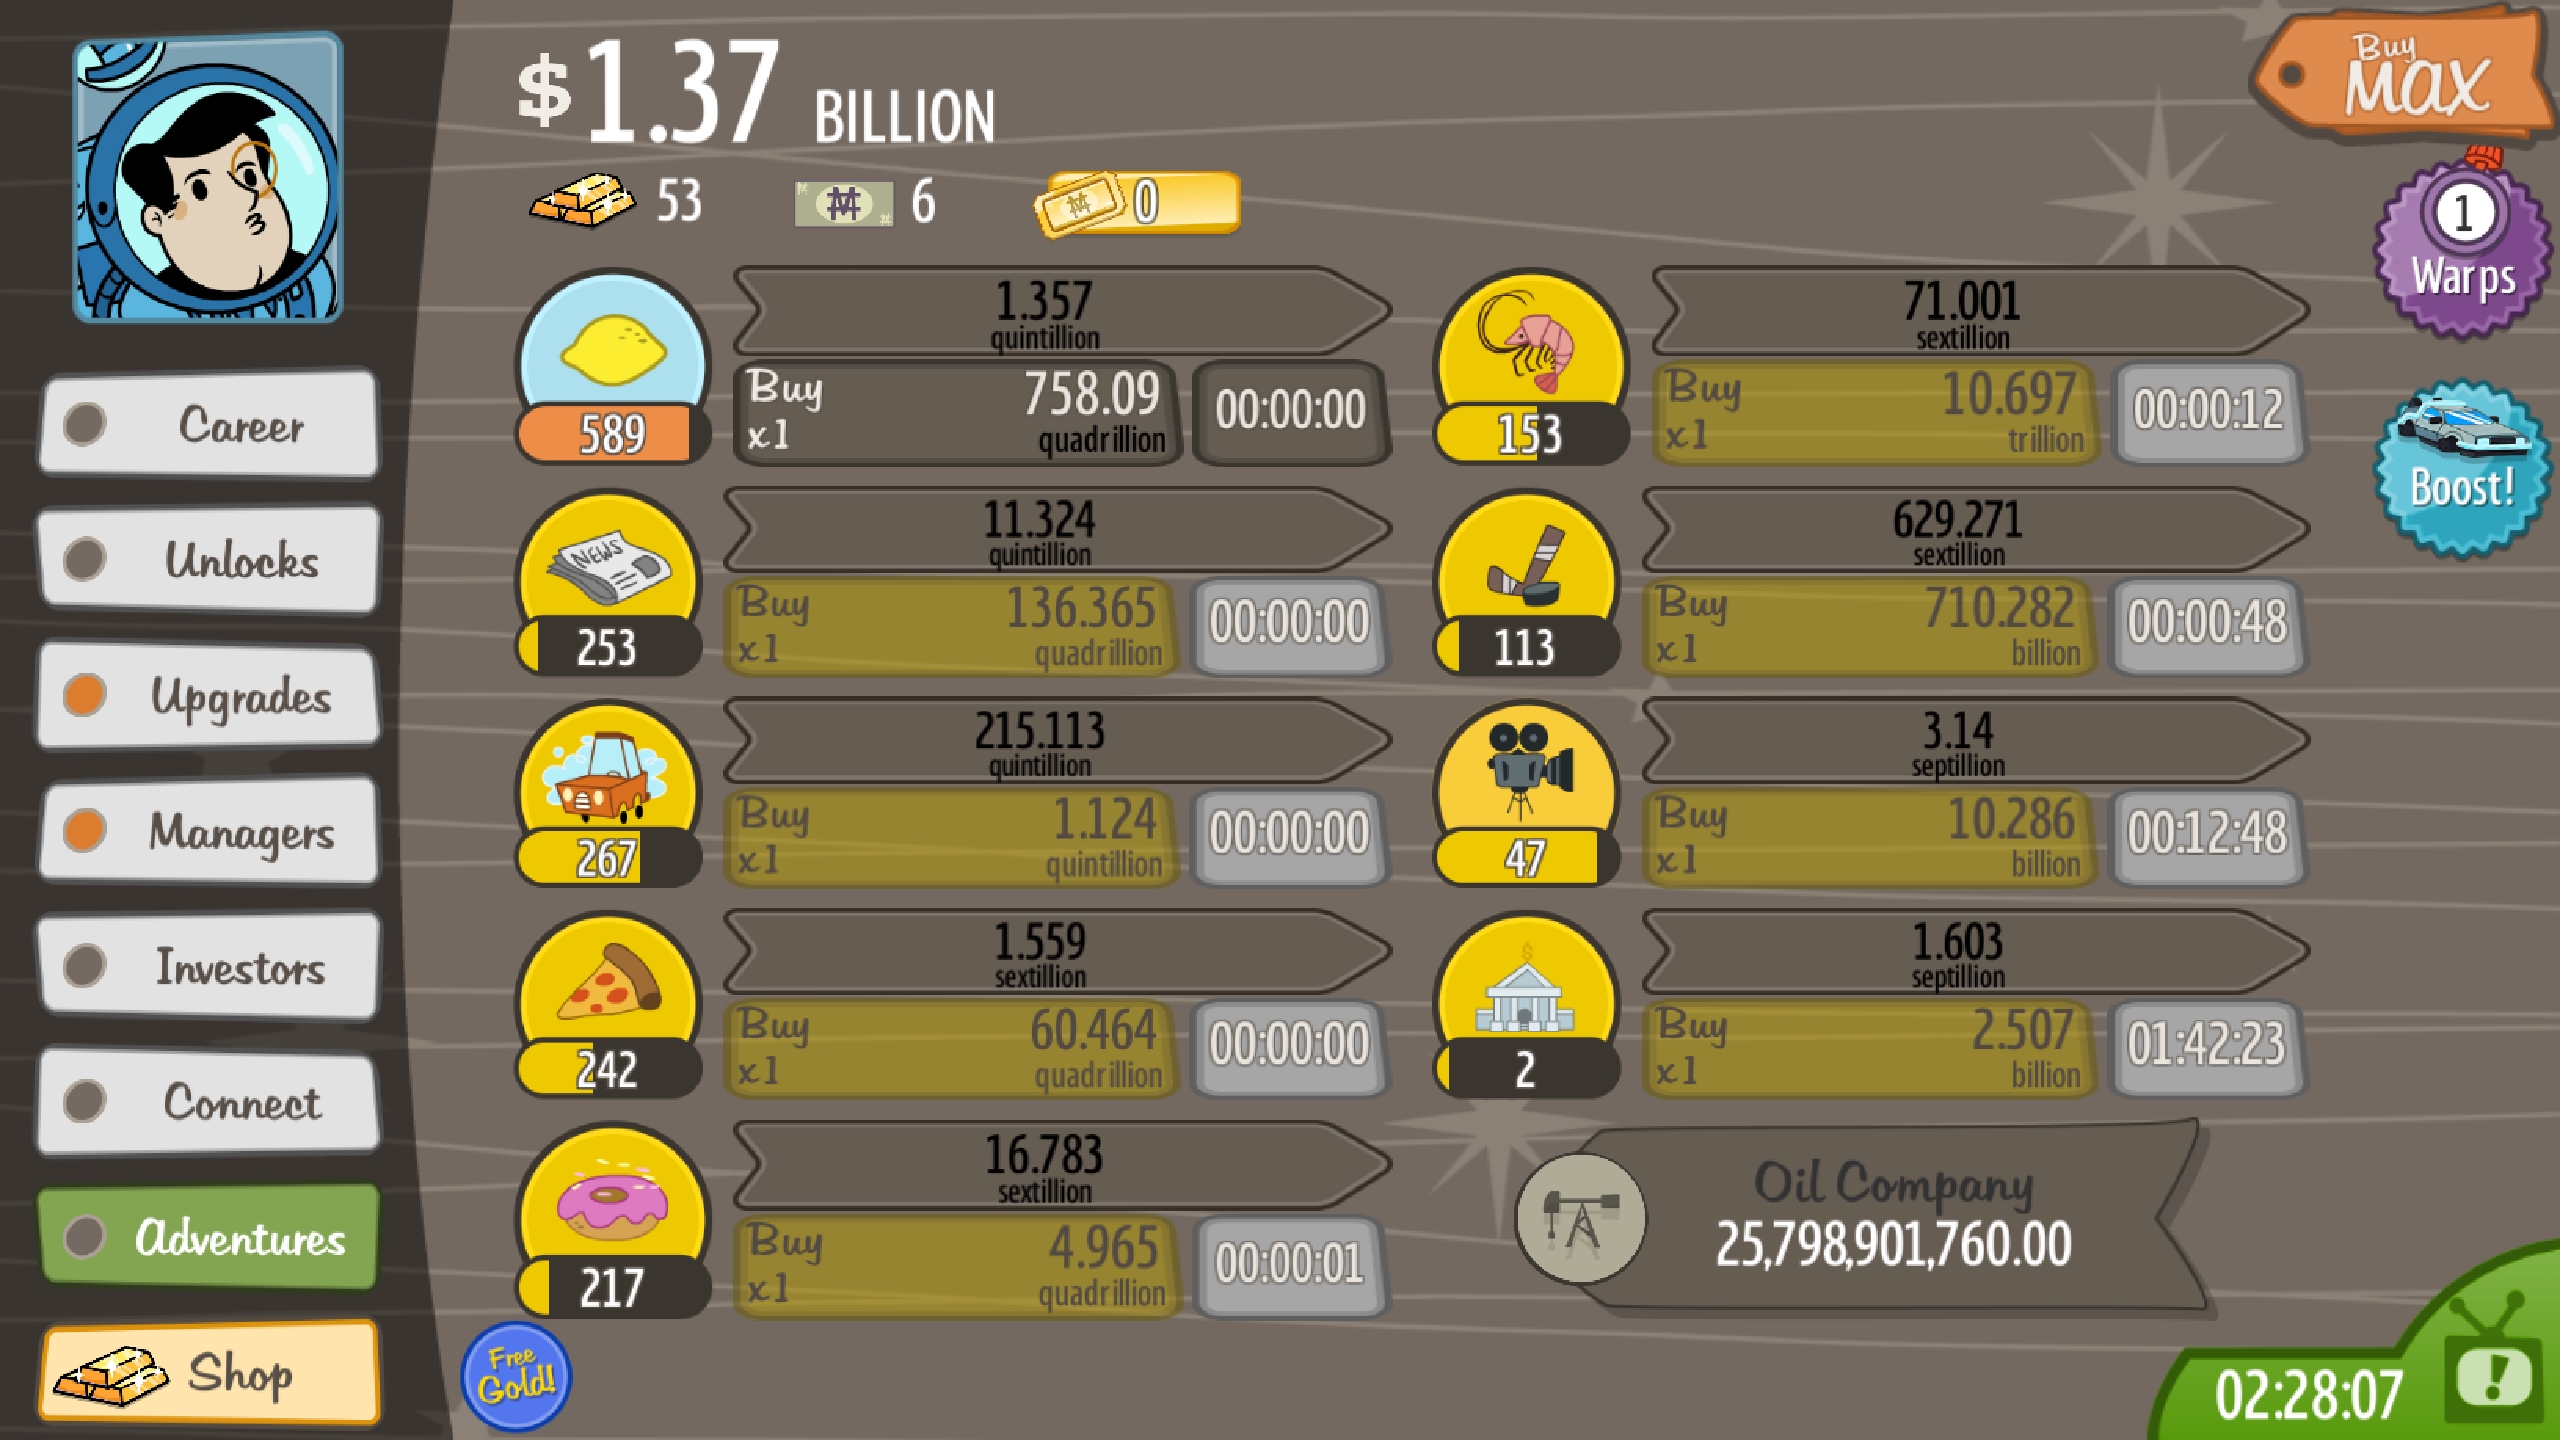 $1.37 BILLION
53
6
0
Buy
MAX
1
Warps
Boost!
Career
Unlocks
Upgrades
Managers
Investors
Connect
Adventures
Shop
589
1.357
quintillion
Buy
x1
758.09
quadrillion
00:00:00
NEWS
253
11.324
quintillion
Buy
x1
136.365
quadrillion
00:00:00
267
215.113
quintillion
Buy
x1
1.124
quintillion
00:00:00
242
1.559
sextillion
Buy
x1
60.464
quadrillion
00:00:00
217
16.783
sextillion
Buy
x1
4.965
quadrillion
00:00:01
153
71.001
sextillion
Buy
x1
10.697
trillion
00:00:12
113
629.271
sextillion
Buy
x1
710.282
billion
00:00:48
47
3.14
septillion
Buy
x1
10.286
billion
00:12:48
$
2
1.603
septillion
Buy
x1
2.507
billion
01:42:23
Oil Company
25,798,901,760.00
Free
Gold!
02:28:07
!